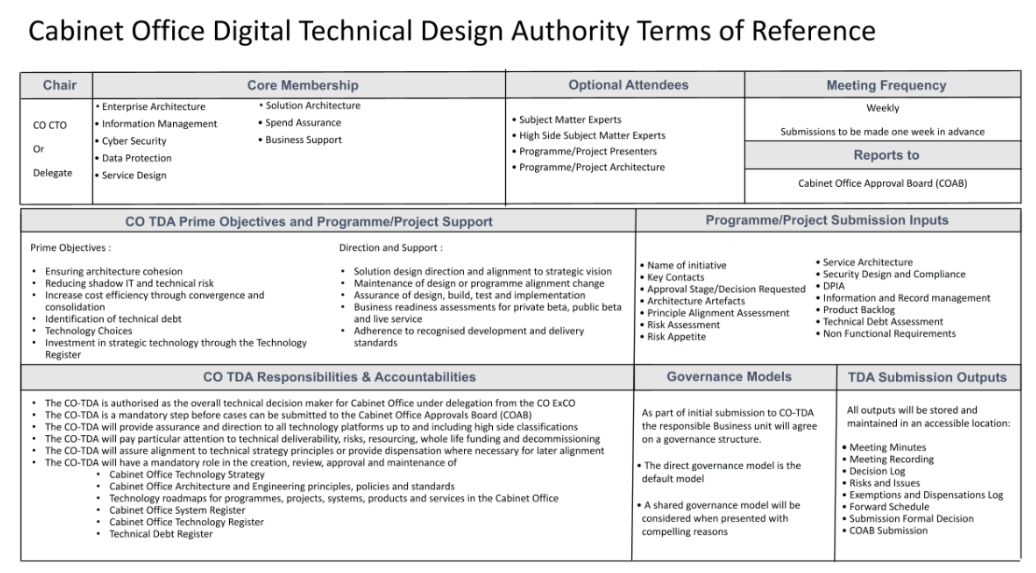 Cabinet Office Digital Technical Design Authority Terms of Reference
Chair
CO CTO
Or
Delegate
Core Membership
• Enterprise Architecture
• Information Management
• Cyber Security
• Data Protection
• Service Design
• Solution Architecture
• Spend Assurance
• Business Support
Optional Attendees
• Subject Matter Experts
• High Side Subject Matter Experts
• Programme/Project Presenters
• Programme/Project Architecture
Meeting Frequency
Weekly
Submissions to be made one week in advance
Reports to
Cabinet Office Approval Board (COAB)
CO TDA Prime Objectives and Programme/Project Support
Prime Objectives :
• Ensuring architecture cohesion
• Reducing shadow IT and technical risk
• Increase cost efficiency through convergence and
consolidation
• Identification of technical debt
• Technology Choices
• Investment in strategic technology through the Technology
Register
Direction and Support :
• Solution design direction and alignment to strategic vision
• Maintenance of design or programme alignment change
• Assurance of design, build, test and implementation
• Business readiness assessments for private beta, public beta
and live service
• Adherence to recognised development and delivery
standards
Programme/Project Submission Inputs
• Name of initiative
• Key Contacts
• Approval Stage/Decision Requested
• Architecture Artefacts
• Principle Alignment Assessment
• Risk Assessment
• Risk Appetite
• Service Architecture
• Security Design and Compliance
• DPIA
• Information and Record management
• Product Backlog
• Technical Debt Assessment
• Non Functional Requirements
CO TDA Responsibilities & Accountabilities
• The CO-TDA is authorised as the overall technical decision maker for Cabinet Office under delegation from the CO ExCO
• The CO-TDA is a mandatory step before cases can be submitted to the Cabinet Office Approvals Board (COAB)
• The CO-TDA will provide assurance and direction to all technology platforms up to and including high side classifications
• The CO-TDA will pay particular attention to technical deliverability, risks, resourcing, whole life funding and decommissioning
• The CO-TDA will assure alignment to technical strategy principles or provide dispensation where necessary for later alignment
• The CO-TDA will have a mandatory role in the creation, review, approval and maintenance of
• Cabinet Office Technology Strategy
• Cabinet Office Architecture and Engineering principles, policies and standards
• Technology roadmaps for programmes, projects, systems, products and services in the Cabinet Office
• Cabinet Office System Register
• Cabinet Office Technology Register
• Technical Debt Register
Governance Models
As part of initial submission to CO-TDA
the responsible Business unit will agree
on a governance structure.
• The direct governance model is the
default model
• A shared governance model will be
considered when presented with
compelling reasons
TDA Submission Outputs
All outputs will be stored and
maintained in an accessible location:
• Meeting Minutes
• Meeting Recording
• Decision Log
• Risks and Issues
• Exemptions and Dispensations Log
• Forward Schedule
• Submission Formal Decision
• COAB Submission